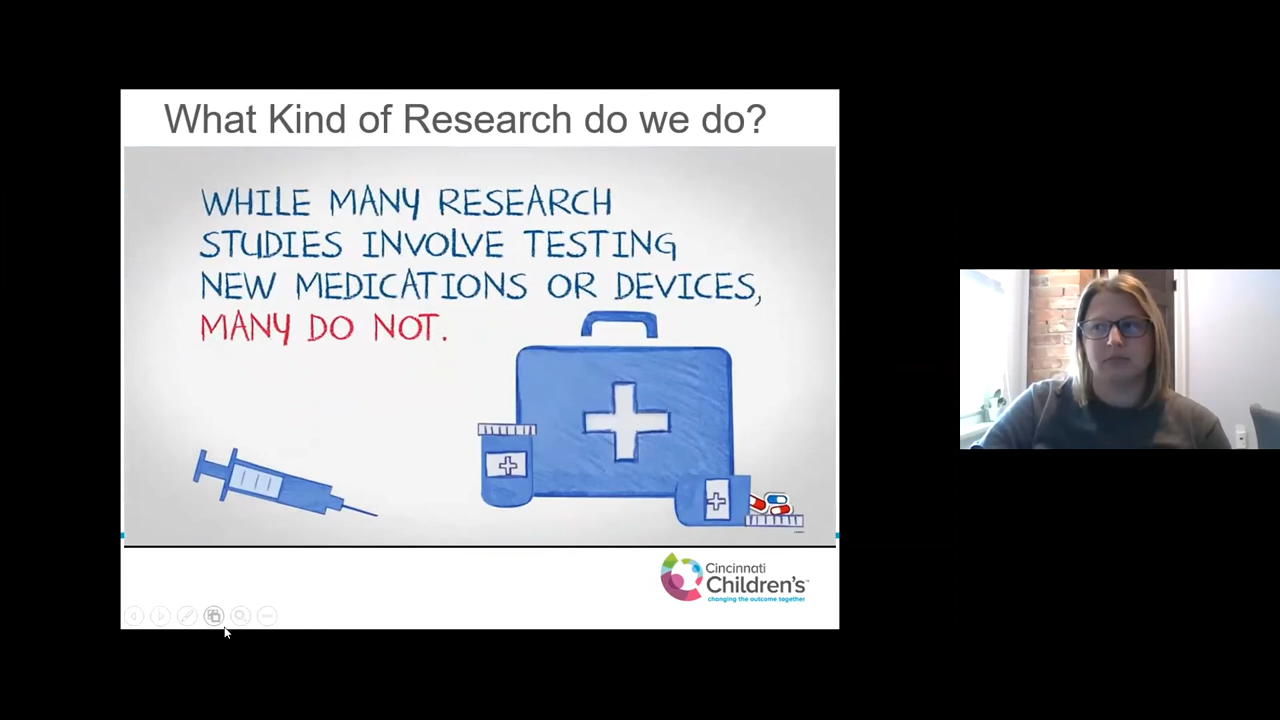 What Kind of Research do we do?
WHILE MANY RESEARCH
STUDIES INVOLVE TESTING
NEW MEDICATIONS OR DEVICES,
MANY DO NOT.
Cincinnati
Children's™
changing the outcome together